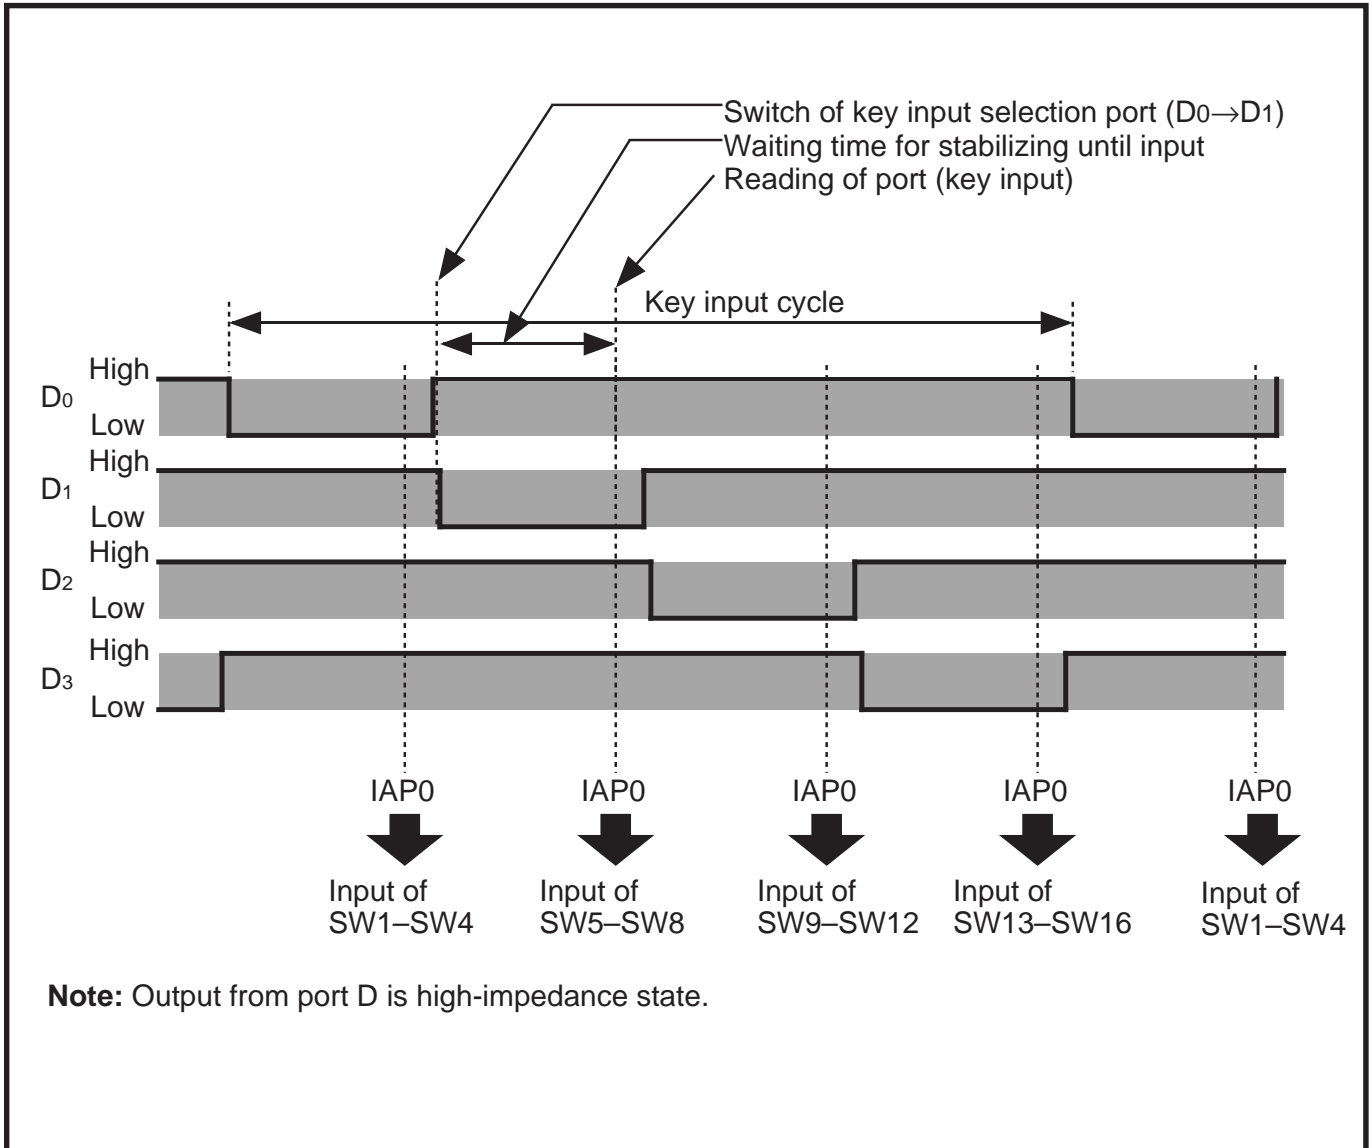 Switch of key input selection port (D0→D1)
Waiting time for stabilizing until input
Reading of port (key input)
Key input cycle
High
D0
Low
High
D1
Low
High
D2
Low
High
D3
Low
IAP0 IAP0 IAP0 IAP0 IAP0
Input of Input of Input of Input of Input of
SW1–SW4 SW5–SW8 SW9–SW12 SW13–SW16 SW1–SW4
Note: Output from port D is high-impedance state.